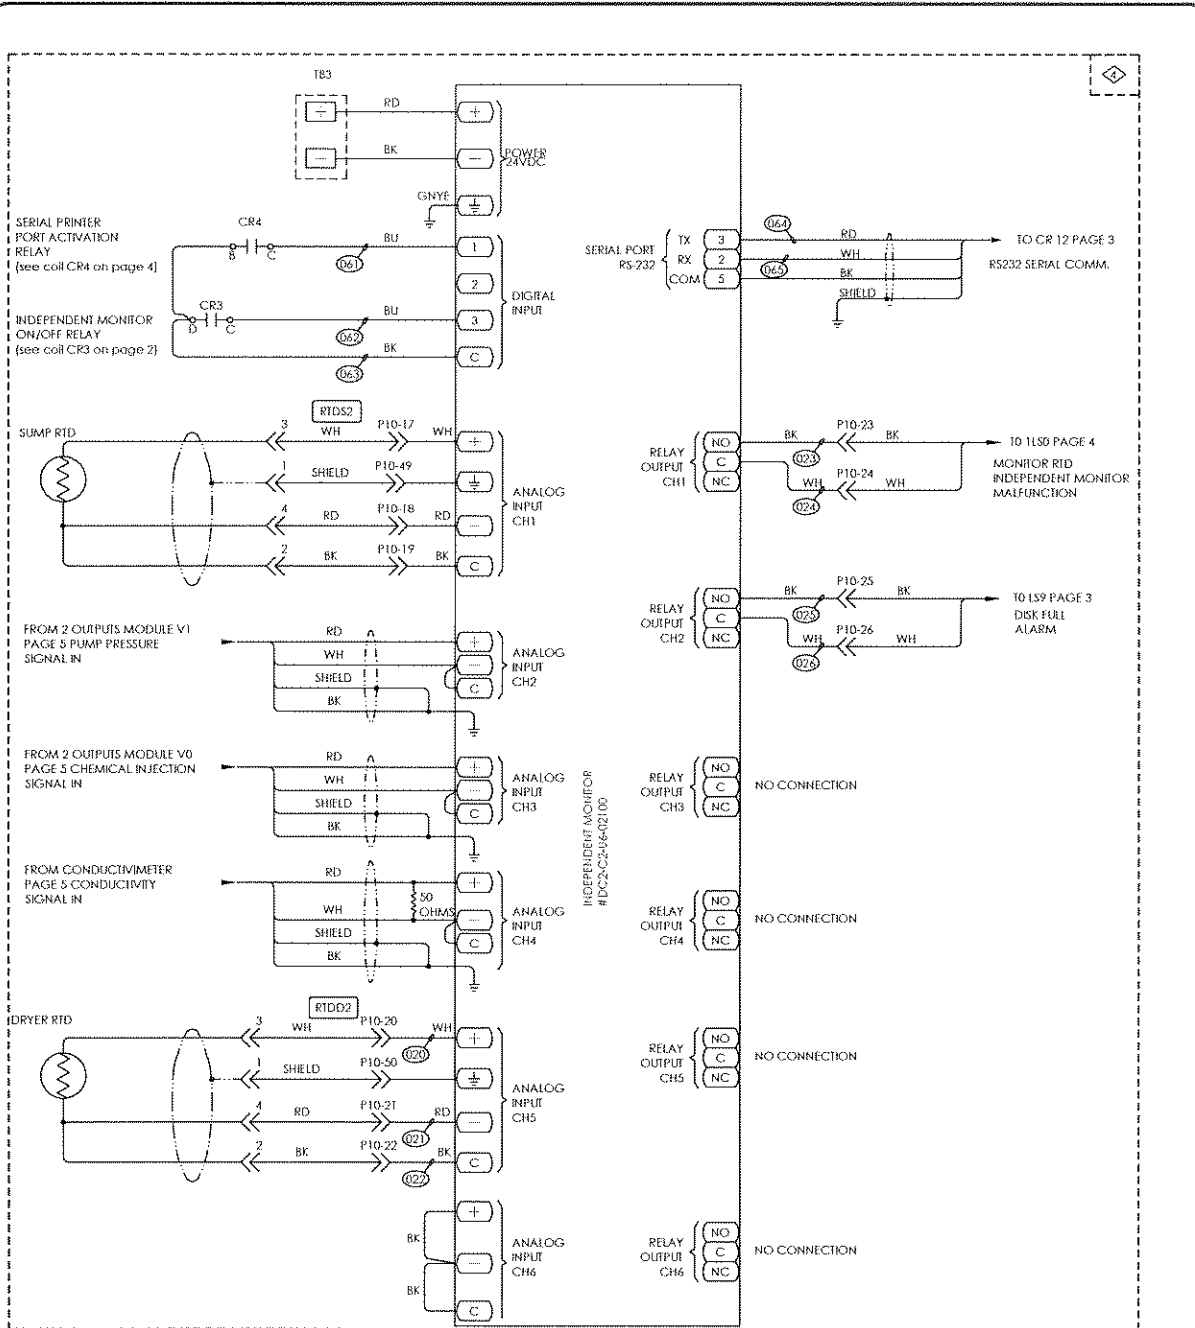 4
TB3
+
RD
+
−
BK
−
POWER
24VDC
GNYE
SERIAL PRINTER
PORT ACTIVATION
RELAY
(see coil CR4 on page 4)
CR4
B C
BU
061
1
2
INDEPENDENT MONITOR
ON/OFF RELAY
(see coil CR3 on page 2)
CR3
D C
BU
062
3
BK
063
C
DIGITAL
INPUT
SERIAL PORT
RS-232
TX 3
RX 2
COM 5
064
RD
WH
065
BK
SHIELD
TO CR 12 PAGE 3
RS232 SERIAL COMM.
SUMP RTD
RTDS2
3 WH P10-17 WH +
1 SHIELD P10-49
4 RD P10-18 RD −
2 BK P10-19 BK C
ANALOG
INPUT
CH1
RELAY
OUTPUT
CH1
NO
C
NC
BK P10-23 BK
023
WH P10-24 WH
024
TO 1LS0 PAGE 4
MONITOR RTD
INDEPENDENT MONITOR
MALFUNCTION
FROM 2 OUTPUTS MODULE V1
PAGE 5 PUMP PRESSURE
SIGNAL IN
RD
WH
SHIELD
BK
+
−
C
ANALOG
INPUT
CH2
RELAY
OUTPUT
CH2
NO
C
NC
BK P10-25 BK
025
WH P10-26 WH
026
TO LS9 PAGE 3
DISK FULL
ALARM
FROM 2 OUTPUTS MODULE V0
PAGE 5 CHEMICAL INJECTION
SIGNAL IN
RD
WH
SHIELD
BK
+
−
C
ANALOG
INPUT
CH3
INDEPENDENT MONITOR
#DC2-C2-U6-02100
RELAY
OUTPUT
CH3
NO
C
NC
NO CONNECTION
FROM CONDUCTIVIMETER
PAGE 5 CONDUCTIVITY
SIGNAL IN
RD
50
OHMS
WH
SHIELD
BK
+
−
C
ANALOG
INPUT
CH4
RELAY
OUTPUT
CH4
NO
C
NC
NO CONNECTION
DRYER RTD
RTDD2
3 WH P10-20 WH +
020
1 SHIELD P10-50
4 RD P10-21 RD −
021
2 BK P10-22 BK C
022
ANALOG
INPUT
CH5
RELAY
OUTPUT
CH5
NO
C
NC
NO CONNECTION
+
BK
−
BK
C
ANALOG
INPUT
CH6
RELAY
OUTPUT
CH6
NO
C
NC
NO CONNECTION